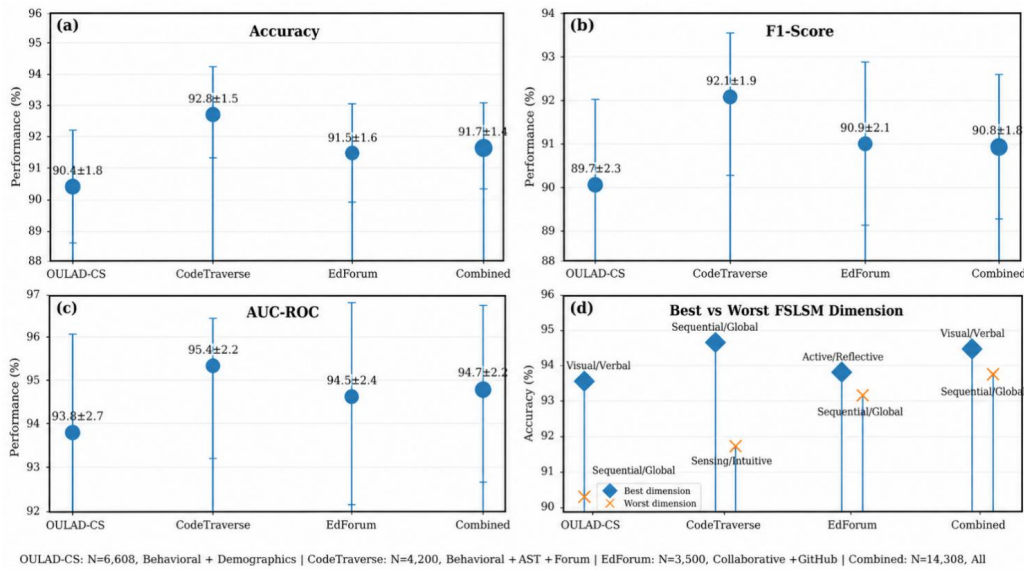 (a)
Accuracy
96
95
94
93
92
91
90
89
88
Performance (%)
90.4±1.8
92.8±1.5
91.5±1.6
91.7±1.4
OULAD-CS
CodeTraverse
EdForum
Combined
(b)
F1-Score
94
93
92
91
90
89
88
Performance (%)
89.7±2.3
92.1±1.9
90.9±2.1
90.8±1.8
OULAD-CS
CodeTraverse
EdForum
Combined
(c)
AUC-ROC
97
96
95
94
93
92
Performance (%)
93.8±2.7
95.4±2.2
94.5±2.4
94.7±2.2
OULAD-CS
CodeTraverse
EdForum
Combined
(d)
Best vs Worst FSLSM Dimension
96
95
94
93
92
91
90
Accuracy (%)
Visual/Verbal
Sequential/Global
Sequential/Global
Sensing/Intuitive
Active/Reflective
Sequential/Global
Visual/Verbal
Sequential/Global
Best dimension
Worst dimension
OULAD-CS
CodeTraverse
EdForum
Combined
OULAD-CS: N=6,608, Behavioral + Demographics | CodeTraverse: N=4,200, Behavioral + AST + Forum | EdForum: N=3,500, Collaborative +GitHub | Combined: N=14,308, All